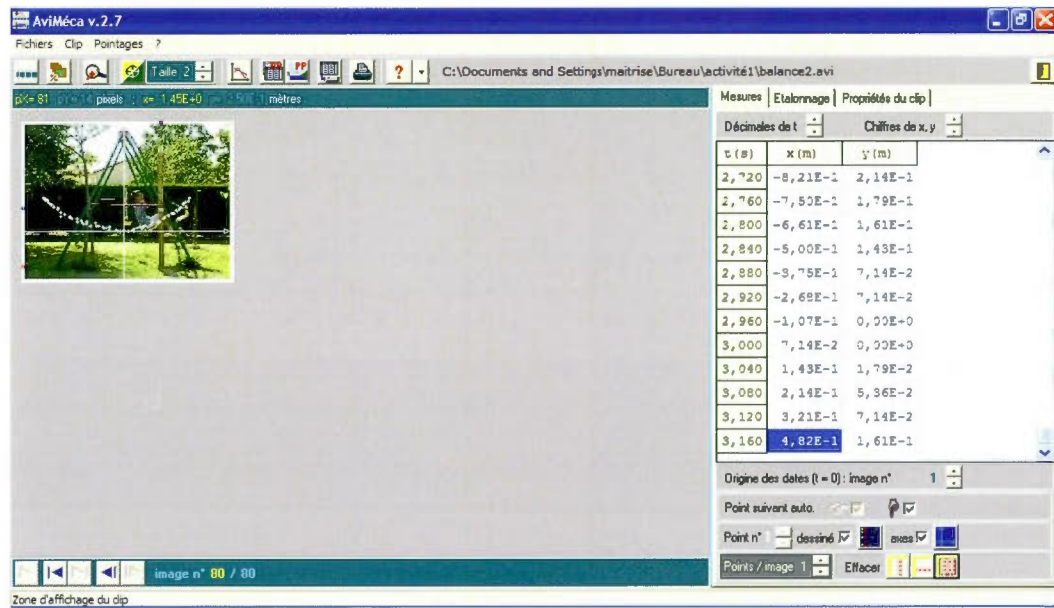 AviMéca v.2.7
Fichiers Clip Pointages ?
Taille 2 PP ? C:\Documents and Settings\maitrise\Bureau\activité1\balance2.avi
pixels x= -1.45E+0 mètres
Mesures Etalonnage Propriétés du clip
Décimales de t Chiffres de x, y
t (s) x (m) y (m)
2,720 -8,21E-1 2,14E-1
2,760 -7,50E-1 1,79E-1
2,800 -6,61E-1 1,61E-1
2,840 -5,00E-1 1,43E-1
2,880 -3,75E-1 7,14E-2
2,920 -2,68E-1 7,14E-2
2,960 -1,07E-1 0,00E+0
3,000 7,14E-2 0,00E+0
3,040 1,43E-1 1,79E-2
3,080 2,14E-1 5,36E-2
3,120 3,21E-1 7,14E-2
3,160 4,82E-1 1,61E-1
Origine des dates (t = 0) : image n° 1
Point suivant auto.
Point n° dessiné axes
Points / image 1 Effacer
image n° 80 / 80
Zone d'affichage du clip